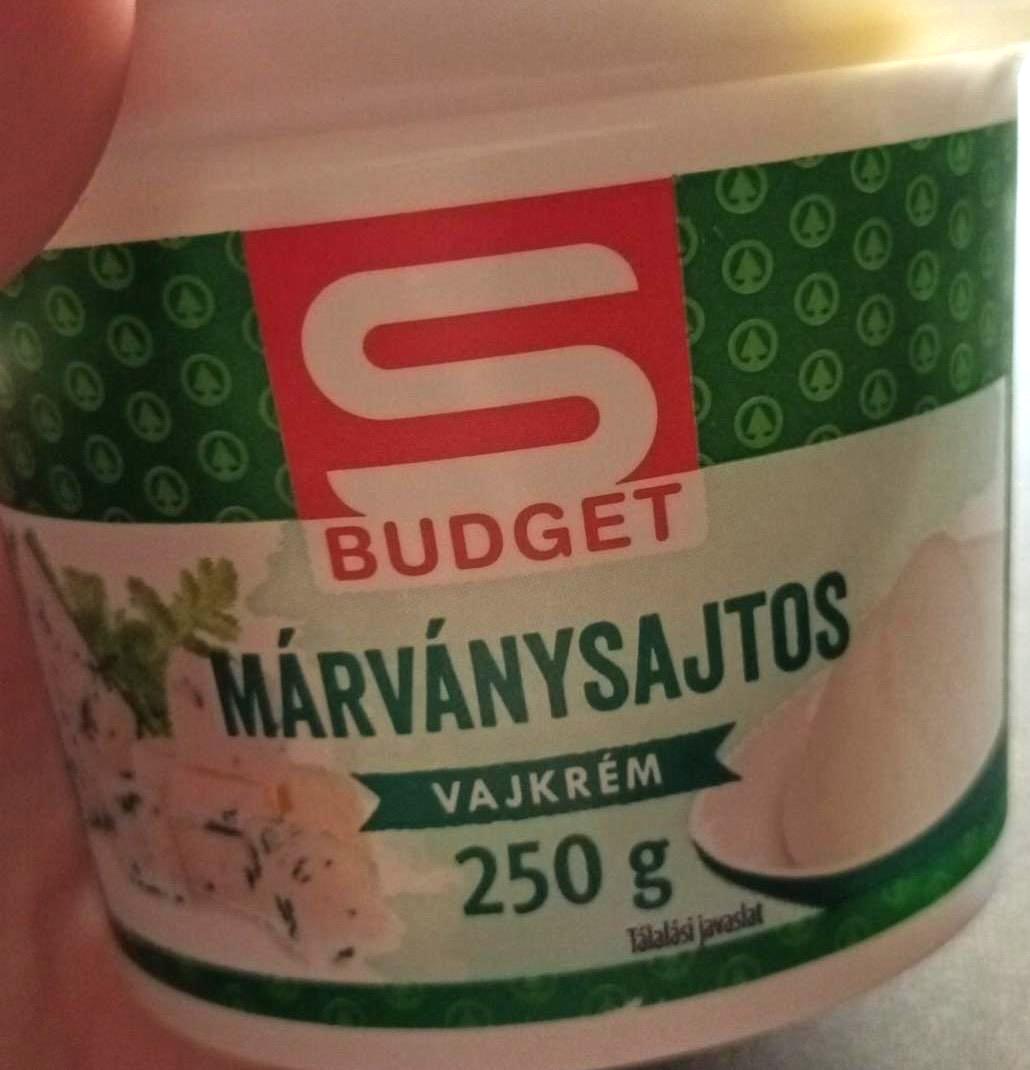 S
BUDGET
MÁRVÁNYSAJTOS
VAJKRÉM
250 g
Tálalási javaslat